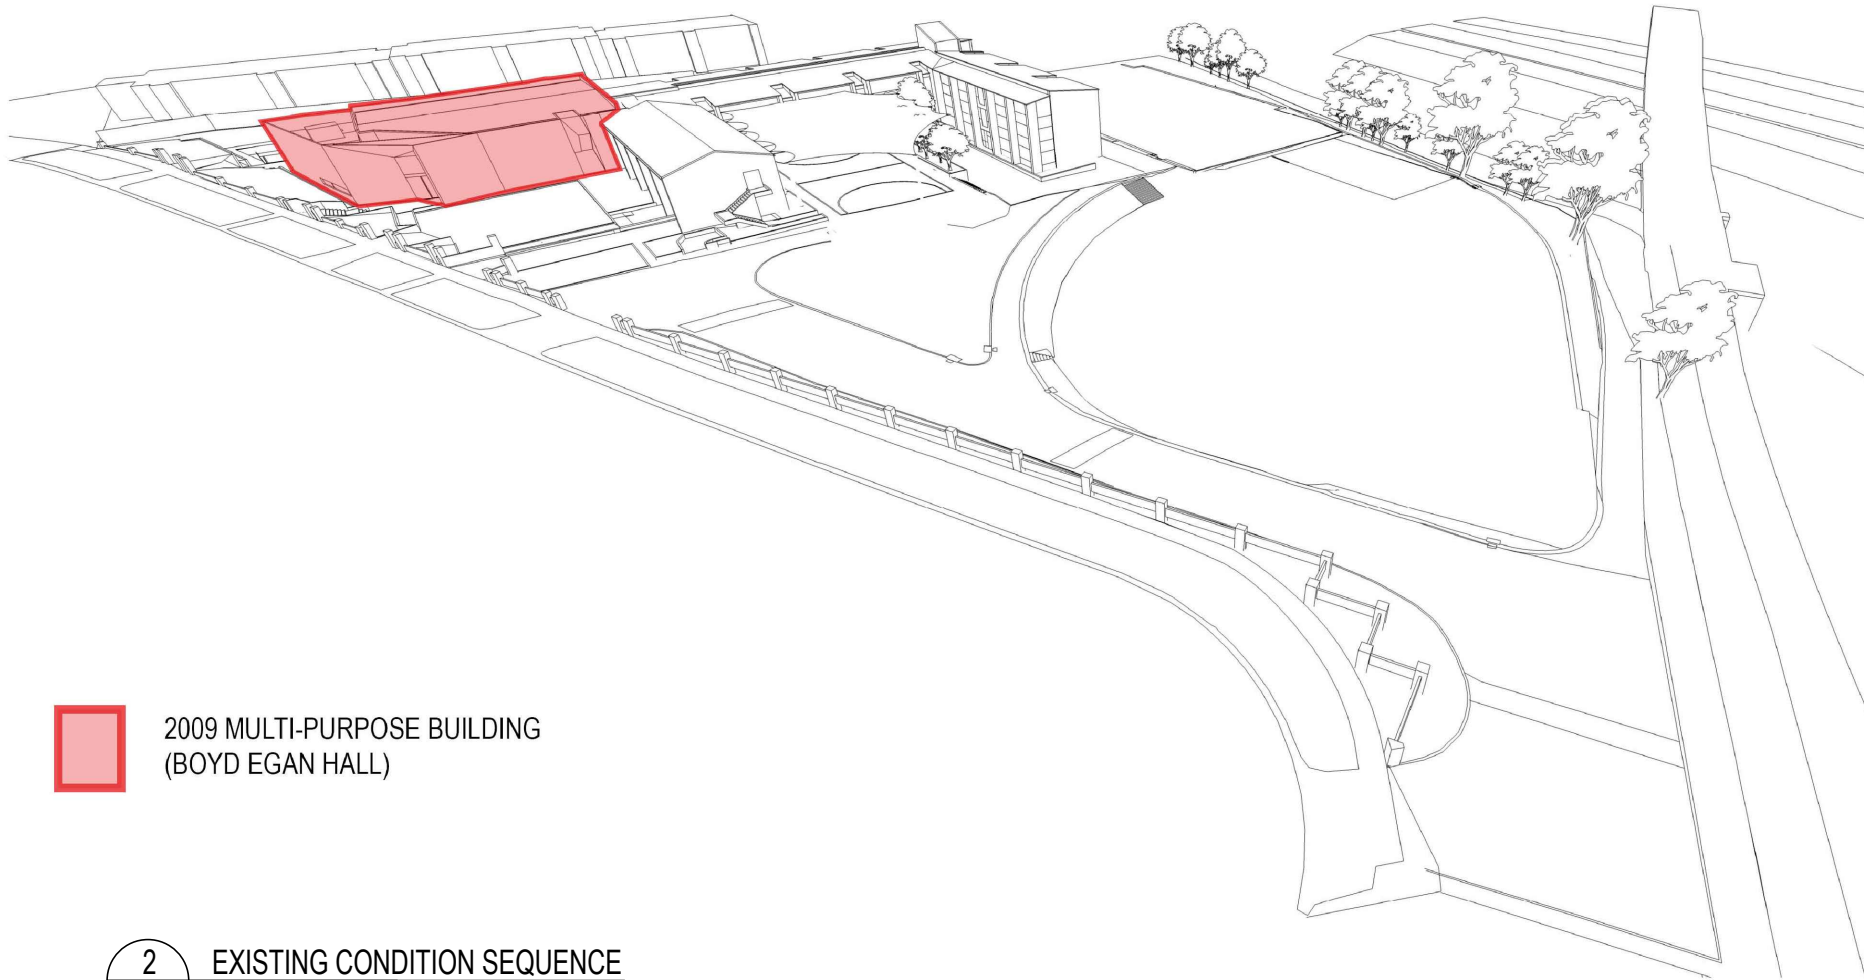 2009 MULTI-PURPOSE BUILDING
(BOYD EGAN HALL)
2 EXISTING CONDITION SEQUENCE